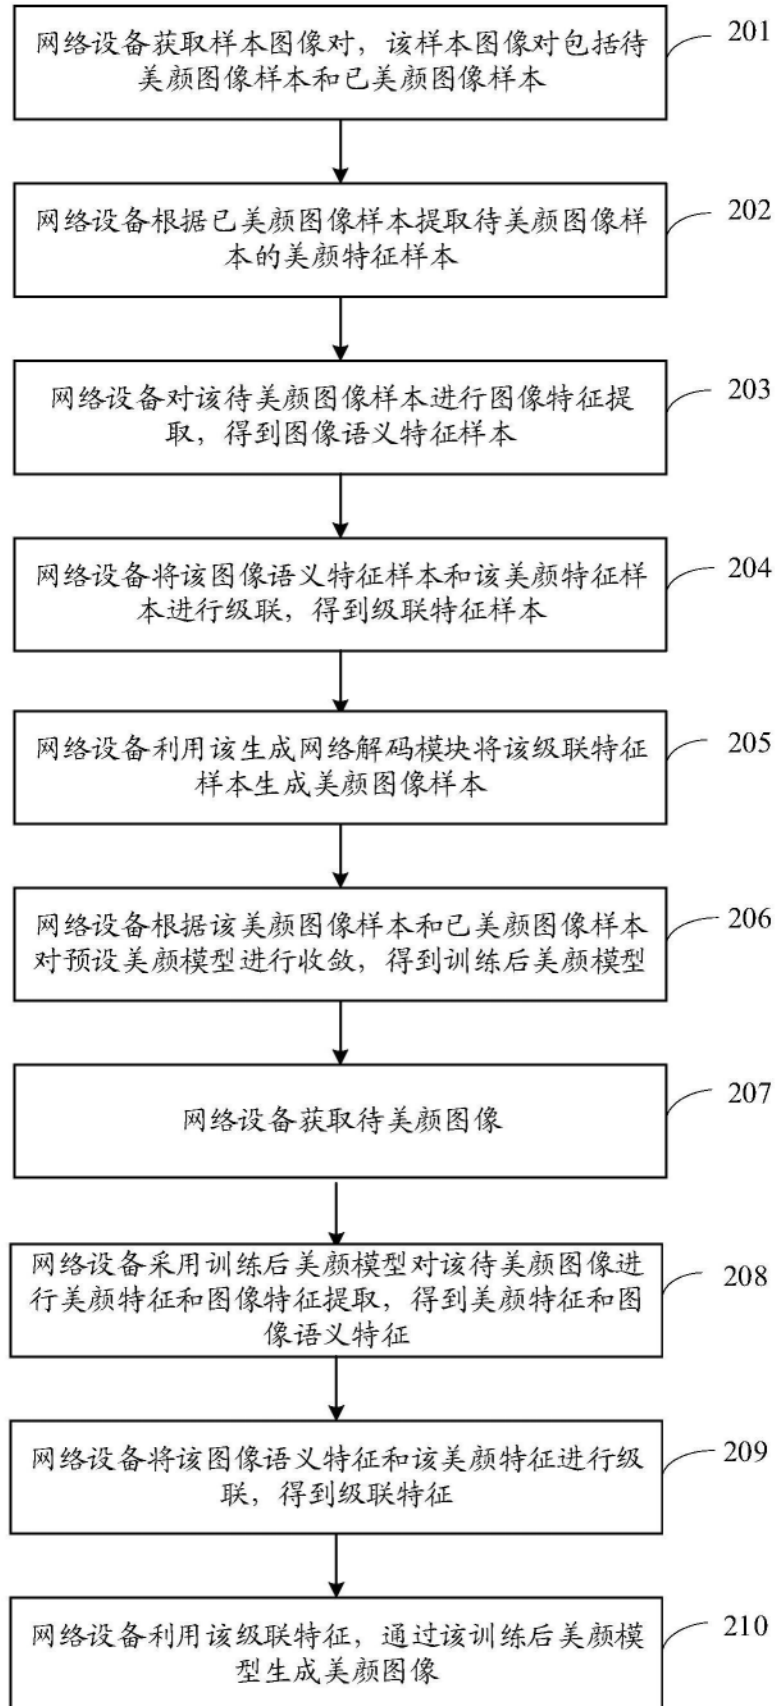 网络设备获取样本图像对，该样本图像对包括待
美颜图像样本和已美颜图像样本
201
网络设备根据已美颜图像样本提取待美颜图像样
本的美颜特征样本
202
网络设备对该待美颜图像样本进行图像特征提
取，得到图像语义特征样本
203
网络设备将该图像语义特征样本和该美颜特征样
本进行级联，得到级联特征样本
204
网络设备利用该生成网络解码模块将该级联特征
样本生成美颜图像样本
205
网络设备根据该美颜图像样本和已美颜图像样本
对预设美颜模型进行收敛，得到训练后美颜模型
206
网络设备获取待美颜图像
207
网络设备采用训练后美颜模型对该待美颜图像进
行美颜特征和图像特征提取，得到美颜特征和图
像语义特征
208
网络设备将该图像语义特征和该美颜特征进行级
联，得到级联特征
209
网络设备利用该级联特征，通过该训练后美颜模
型生成美颜图像
210